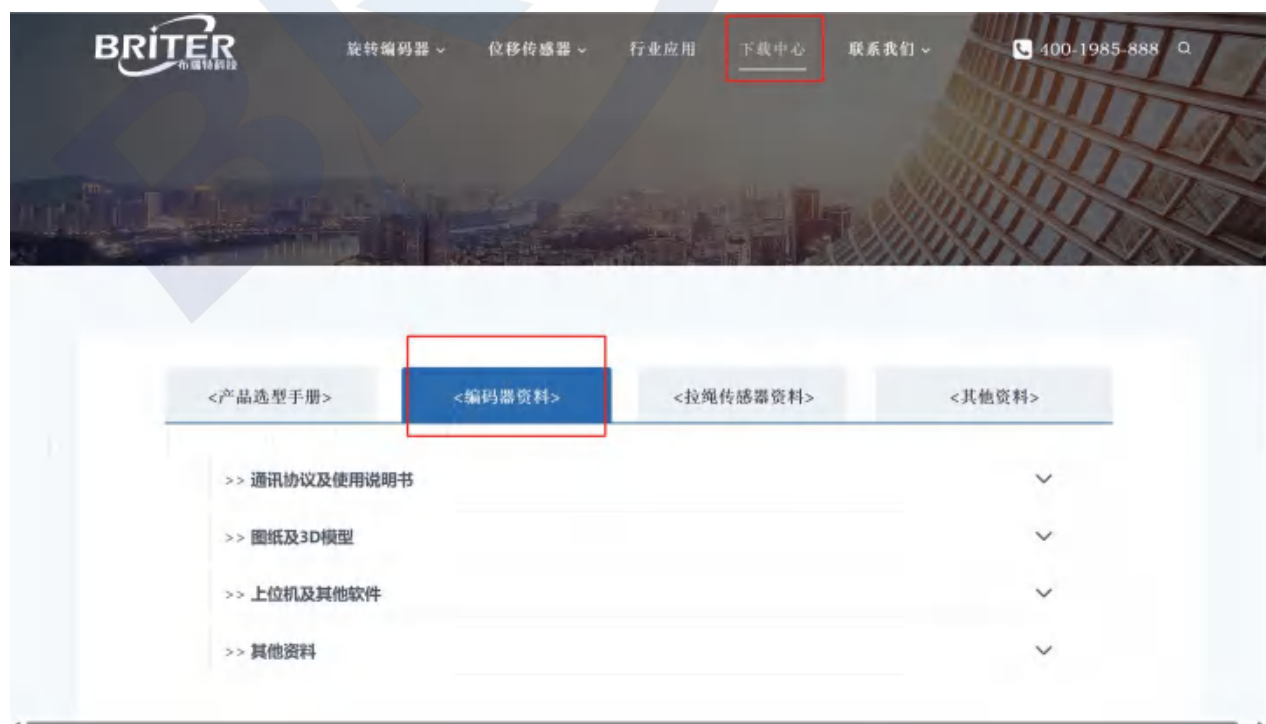 BRITER
布瑞特科技
旋转编码器
位移传感器
行业应用
下载中心
联系我们
400-1985-888
<产品选型手册>
<编码器资料>
<拉绳传感器资料>
<其他资料>
>> 通讯协议及使用说明书
>> 图纸及3D模型
>> 上位机及其他软件
>> 其他资料